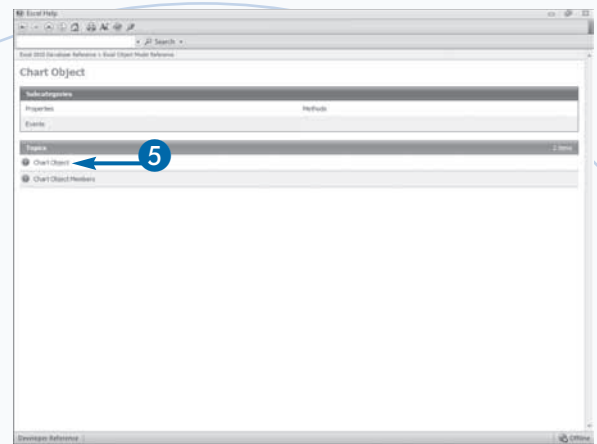 Excel Help
Search
Excel 2010 Developer Reference > Excel Object Model Reference
Chart Object
Subcategories
Properties Methods
Events
Topics 2 items
Chart Object 5
Chart Object Members
Developer Reference Offline